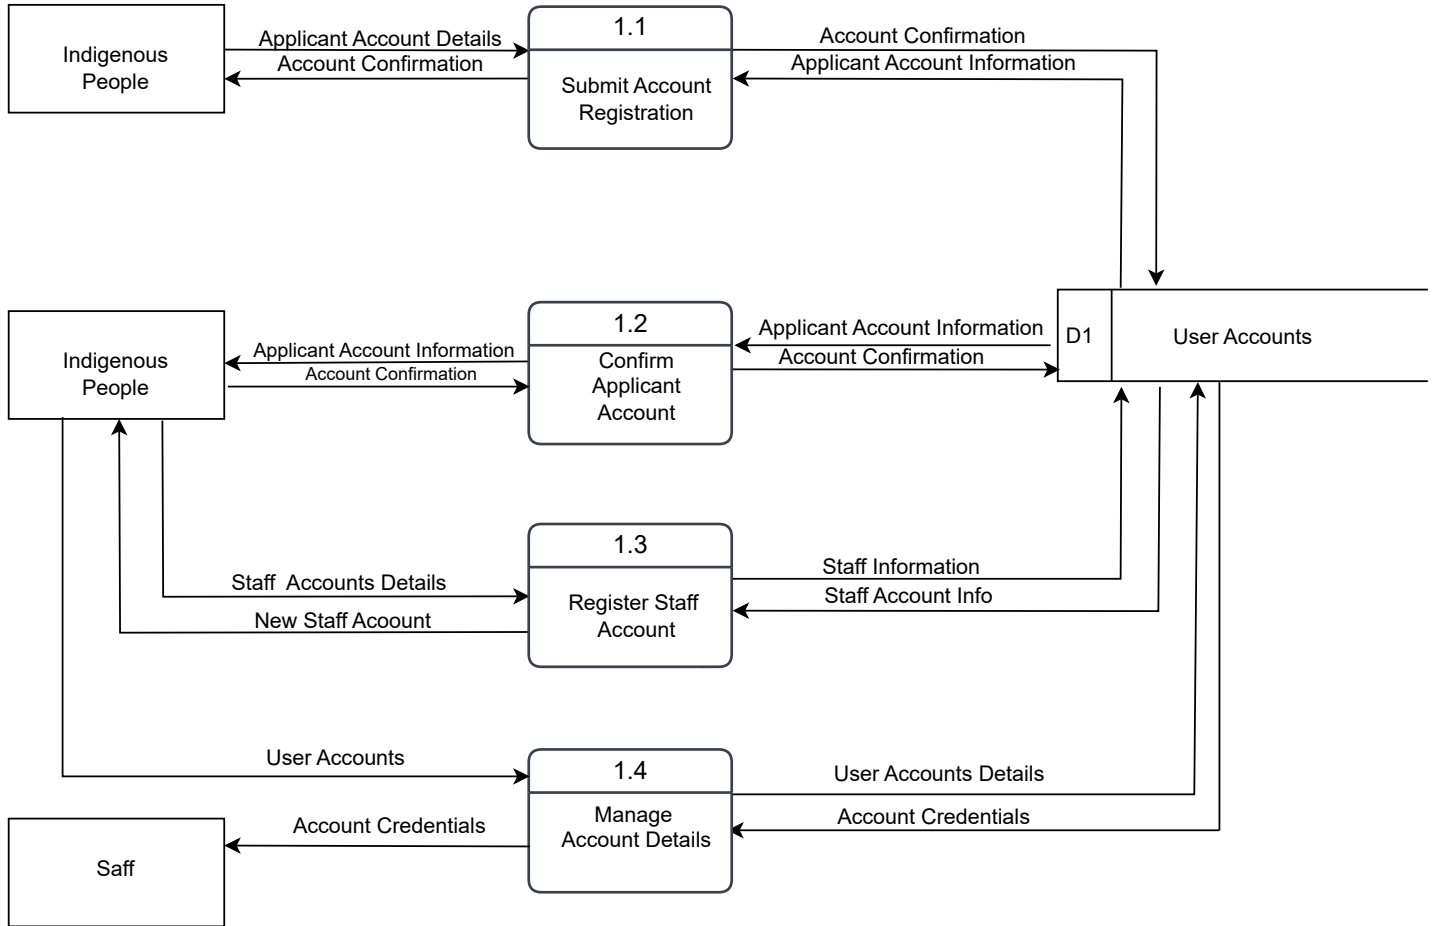 1.1
Indigenous
People
Applicant Account Details
Account Confirmation
Submit Account
Registration
Account Confirmation
Applicant Account Information
1.2
Indigenous
People
Applicant Account Information
Account Confirmation
Confirm
Applicant
Account
Applicant Account Information
Account Confirmation
D1
User Accounts
1.3
Staff Accounts Details
New Staff Acoount
Register Staff
Account
Staff Information
Staff Account Info
1.4
User Accounts
Account Credentials
Manage
Account Details
User Accounts Details
Account Credentials
Saff